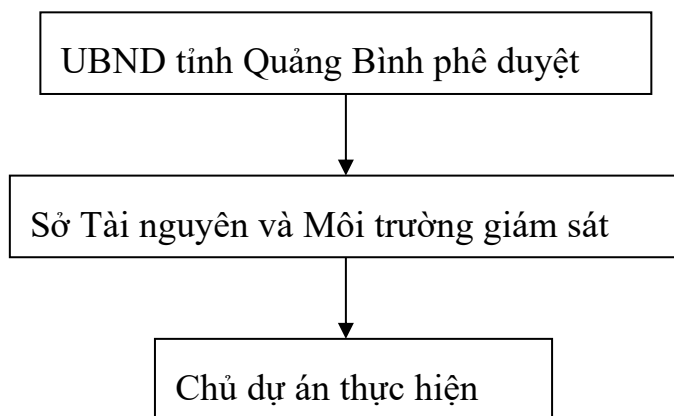 UBND tỉnh Quảng Bình phê duyệt
Sở Tài nguyên và Môi trường giám sát
Chủ dự án thực hiện